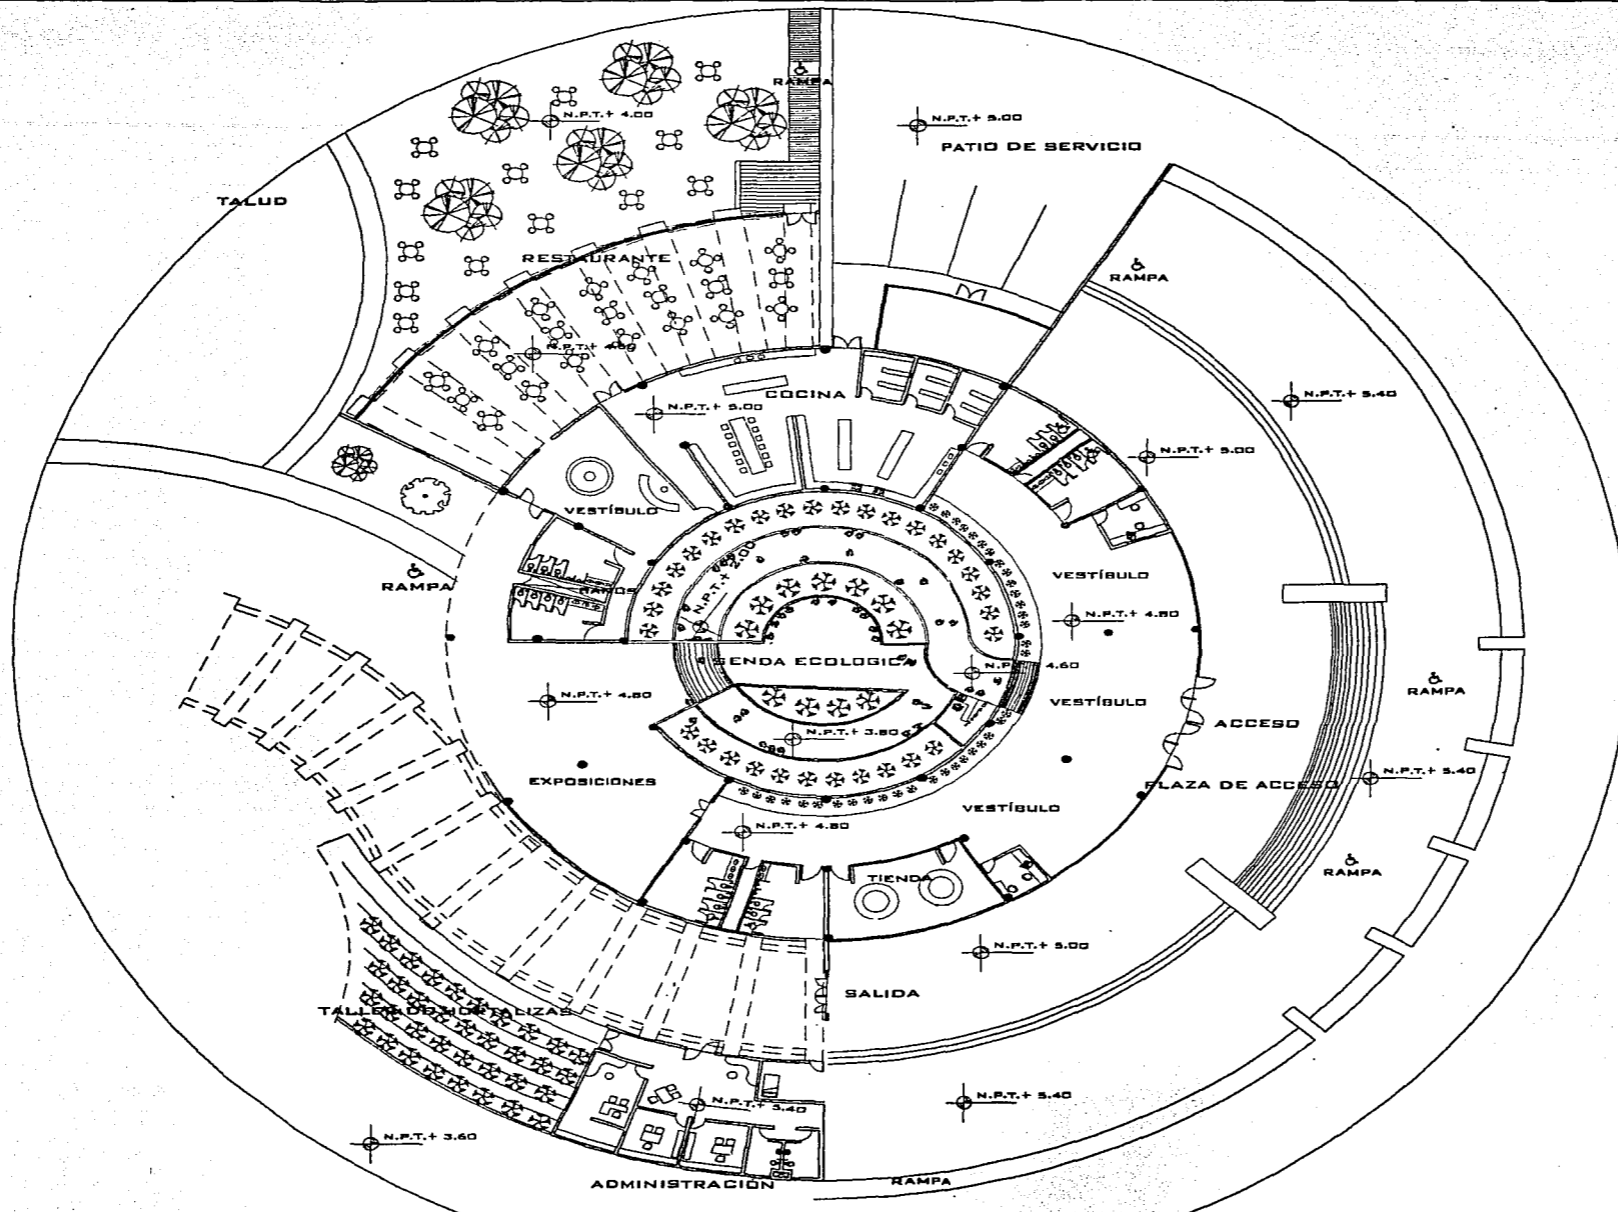 RAMPA
N.P.T.+ 4.00
N.P.T.+ 5.00
PATIO DE SERVICIO
TALUD
RESTAURANTE
RAMPA
COCINA
N.P.T.+ 5.00
N.P.T.+ 5.40
N.P.T.+ 5.00
VESTÍBULO
N.P.T.+ 2.00
RAMPA
BAÑOS
VESTÍBULO
N.P.T.+ 4.80
SENDA ECOLOGICA
N.P. 4.60
RAMPA
N.P.T.+ 4.80
VESTÍBULO
ACCESO
N.P.T.+ 3.80
EXPOSICIONES
PLAZA DE ACCESO
N.P.T.+ 5.40
VESTÍBULO
N.P.T.+ 4.80
RAMPA
TIENDA
N.P.T.+ 5.00
SALIDA
TALLER DE HORTALIZAS
N.P.T.+ 5.40
N.P.T.+ 5.40
N.P.T.+ 3.60
ADMINISTRACIÓN
RAMPA